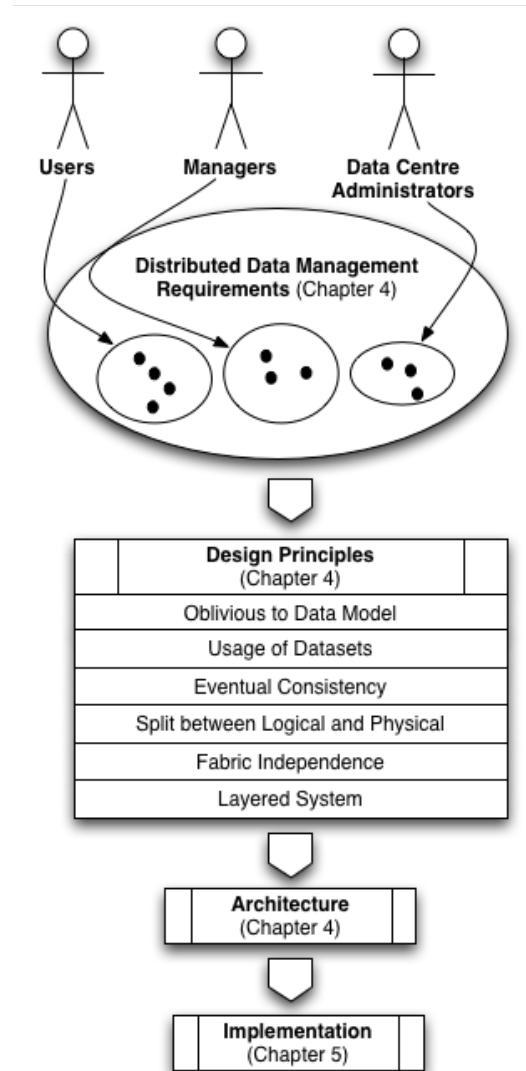 Users
Managers
Data Centre
Administrators
Distributed Data Management
Requirements (Chapter 4)
Design Principles
(Chapter 4)
Oblivious to Data Model
Usage of Datasets
Eventual Consistency
Split between Logical and Physical
Fabric Independence
Layered System
Architecture
(Chapter 4)
Implementation
(Chapter 5)